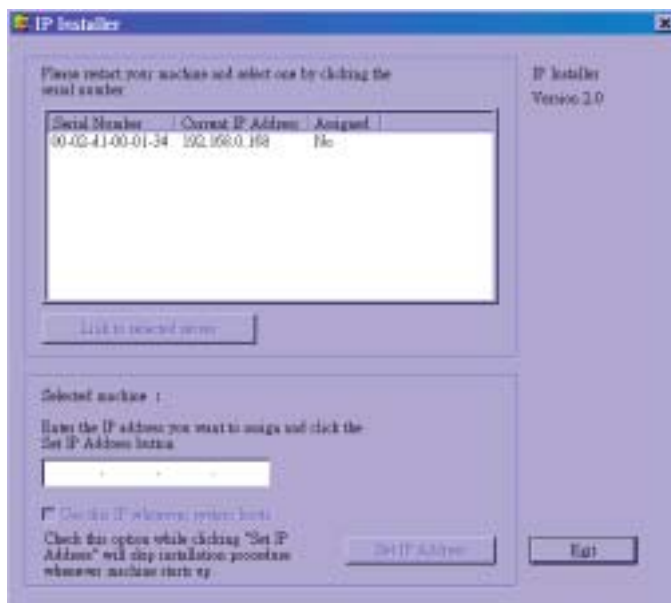 IP Installer
Please restart your machine and select one by clicking the
serial number
IP Installer
Version 2.0
Serial Number Current IP Address Assigned
00-02-41-00-01-34 192.168.0.168 No
Link to selected server
Selected machine :
Enter the IP address you want to assign and click the
Set IP Address button
. . .
Use this IP whenever system boots
Check this option while clicking "Set IP
Address" will skip installation procedure
whenever machine starts up
Set IP Address
Exit